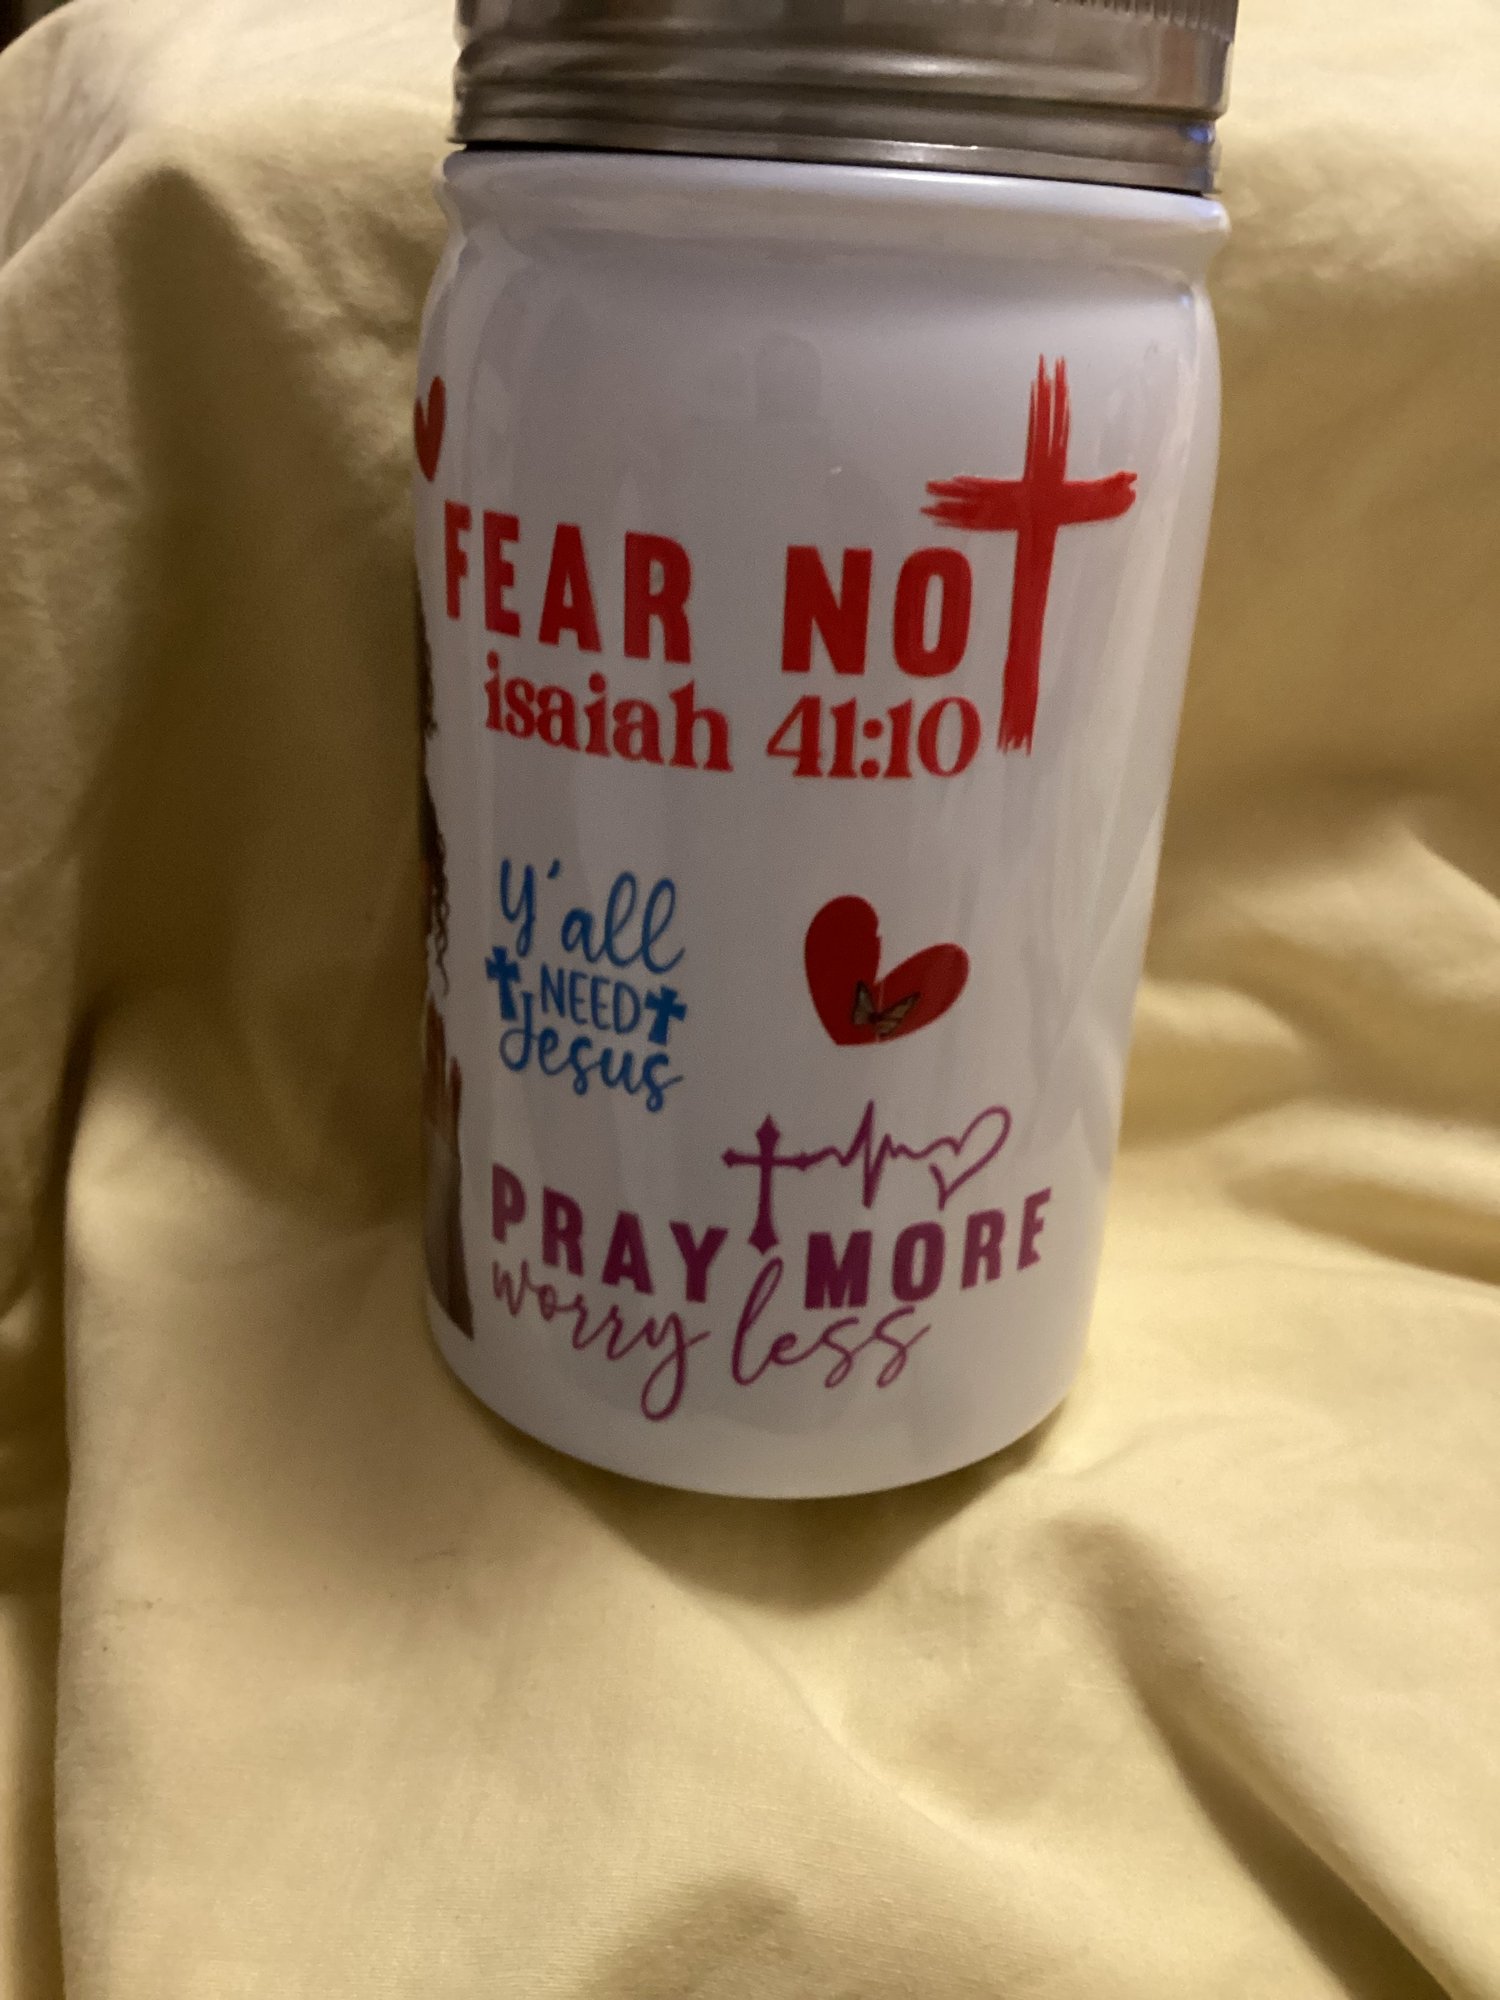 FEAR NOT
isaiah 41:10
y'all
NEED
Jesus
PRAY MORE
worry less